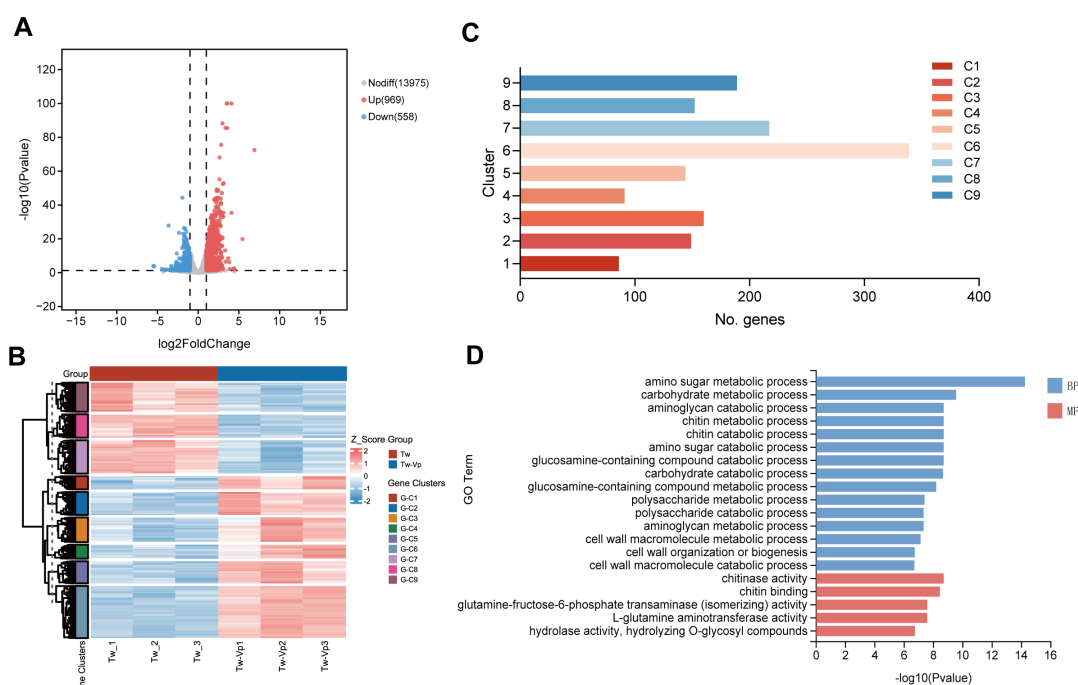 A
120
100
80
60
40
20
0
−20
−15
−10
−5
0
5
10
15
-log10(Pvalue)
log2FoldChange
Nodiff(13975)
Up(969)
Down(558)
C
Cluster
9
8
7
6
5
4
3
2
1
0
100
200
300
400
No. genes
C1
C2
C3
C4
C5
C6
C7
C8
C9
B
Group
Z_Score
2
1
0
-1
-2
Group
Tw
Tw-Vp
Gene Clusters
G-C1
G-C2
G-C3
G-C4
G-C5
G-C6
G-C7
G-C8
G-C9
ne Clusters
Tw_1
Tw_2
Tw_3
Tw-Vp1
Tw-Vp2
Tw-Vp3
D
GO Term
amino sugar metabolic process
carbohydrate metabolic process
aminoglycan catabolic process
chitin metabolic process
chitin catabolic process
amino sugar catabolic process
glucosamine-containing compound catabolic process
carbohydrate catabolic process
glucosamine-containing compound metabolic process
polysaccharide metabolic process
polysaccharide catabolic process
aminoglycan metabolic process
cell wall macromolecule metabolic process
cell wall organization or biogenesis
cell wall macromolecule catabolic process
chitinase activity
chitin binding
glutamine-fructose-6-phosphate transaminase (isomerizing) activity
L-glutamine aminotransferase activity
hydrolase activity, hydrolyzing O-glycosyl compounds
0
2
4
6
8
10
12
14
16
-log10(Pvalue)
BP
MF